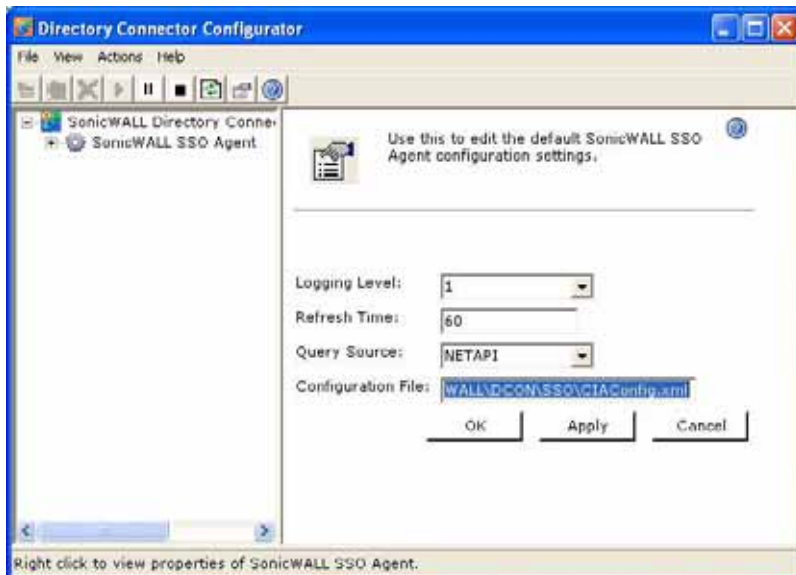 Directory Connector Configurator
File View Actions Help
SonicWALL Directory Conne
SonicWALL SSO Agent
Use this to edit the default SonicWALL SSO
Agent configuration settings.
Logging Level: 1
Refresh Time: 60
Query Source: NETAPI
Configuration File: WALL\DCON\SSO\CIAConfig.xml
OK Apply Cancel
Right click to view properties of SonicWALL SSO Agent.